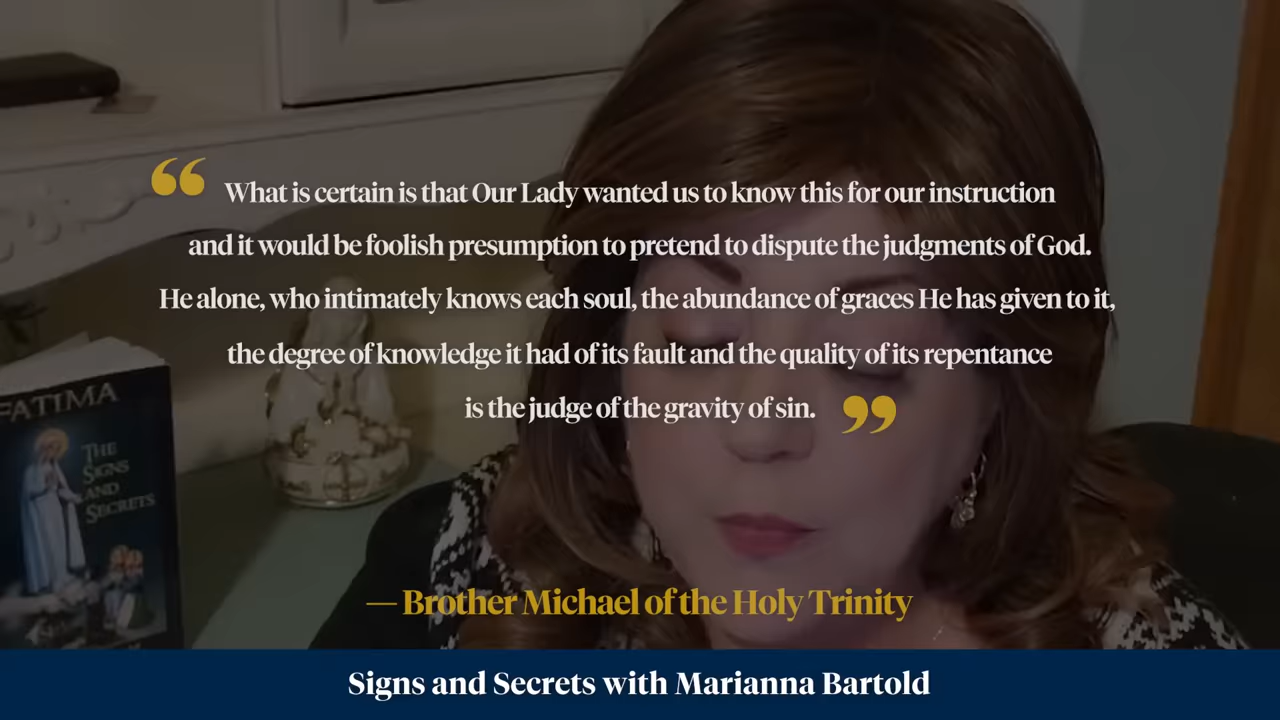 “ What is certain is that Our Lady wanted us to know this for our instruction
and it would be foolish presumption to pretend to dispute the judgments of God.
He alone, who intimately knows each soul, the abundance of graces He has given to it,
the degree of knowledge it had of its fault and the quality of its repentance
is the judge of the gravity of sin. ”
FATIMA
THE
SIGNS
AND
SECRETS
— Brother Michael of the Holy Trinity
Signs and Secrets with Marianna Bartold